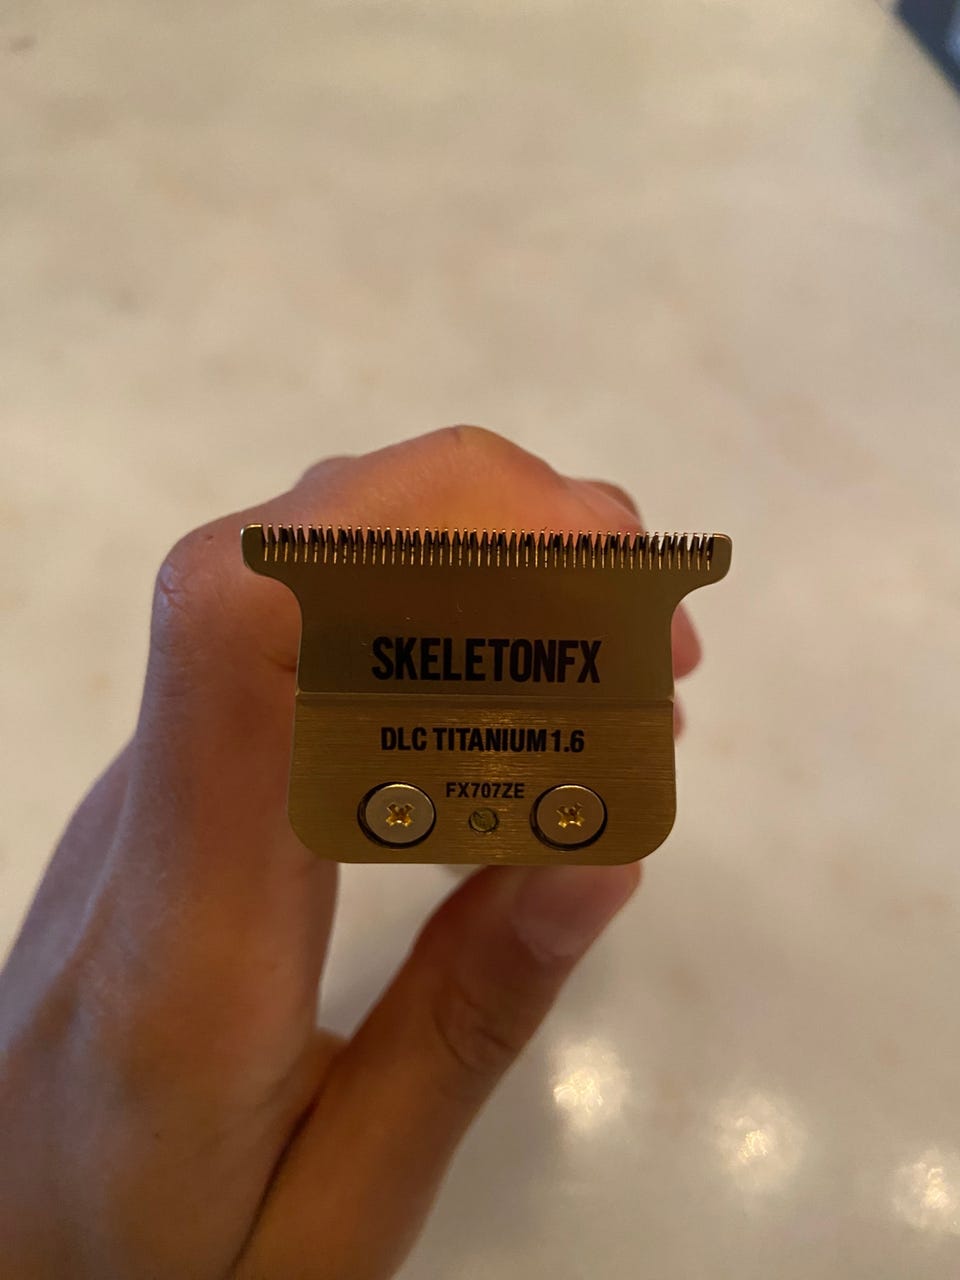 SKELETONFX
DLC TITANIUM 1.6
FX707ZE